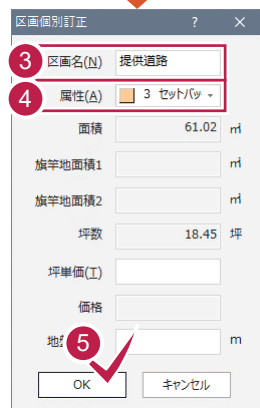 区画個別訂正 ? ×
3 区画名(N) 提供道路
4 属性(A) 3 セットバッ
面積 61.02 ㎡
旗竿地面積1 ㎡
旗竿地面積2 ㎡
坪数 18.45 坪
坪単価(T)
価格
地 5 m
OK キャンセル